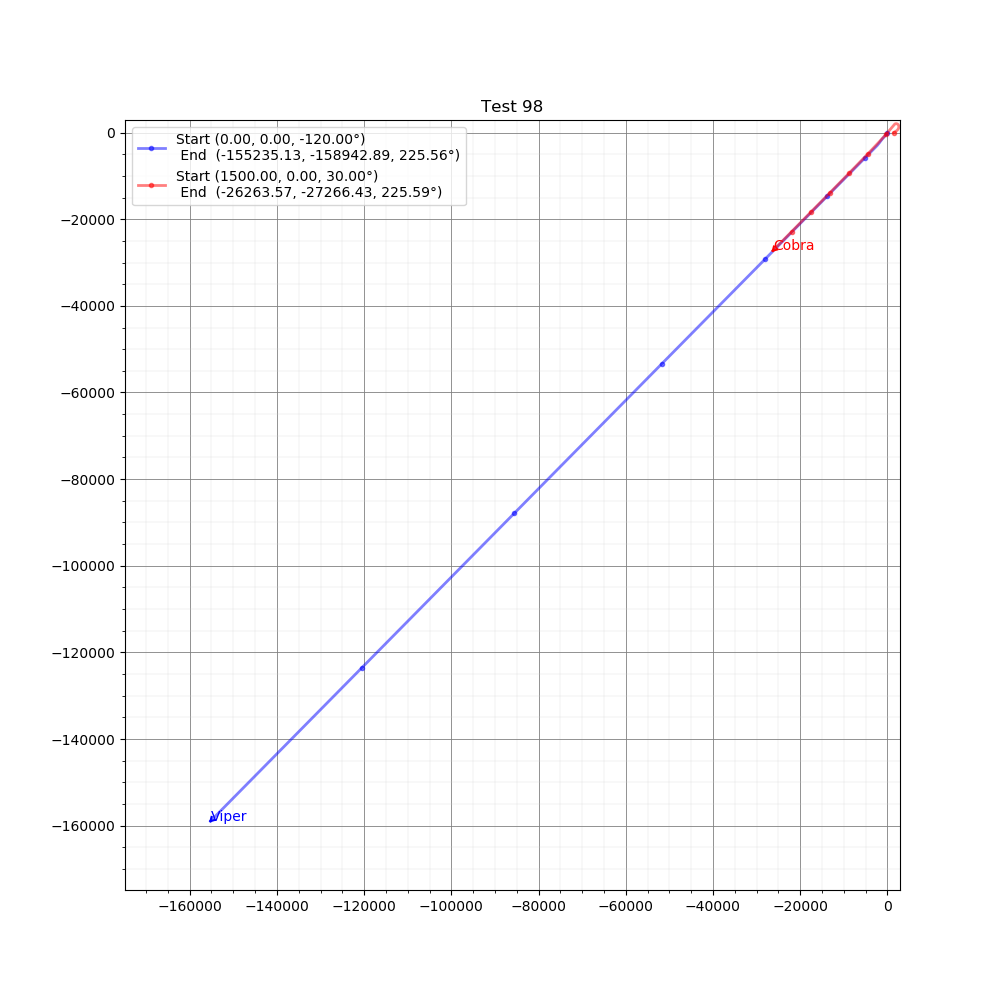 Test 98
Start (0.00, 0.00, -120.00°)
End (-155235.13, -158942.89, 225.56°)
Start (1500.00, 0.00, 30.00°)
End (-26263.57, -27266.43, 225.59°)
0
−20000
−40000
−60000
−80000
−100000
−120000
−140000
−160000
Cobra
Viper
−160000 −140000 −120000 −100000 −80000 −60000 −40000 −20000 0